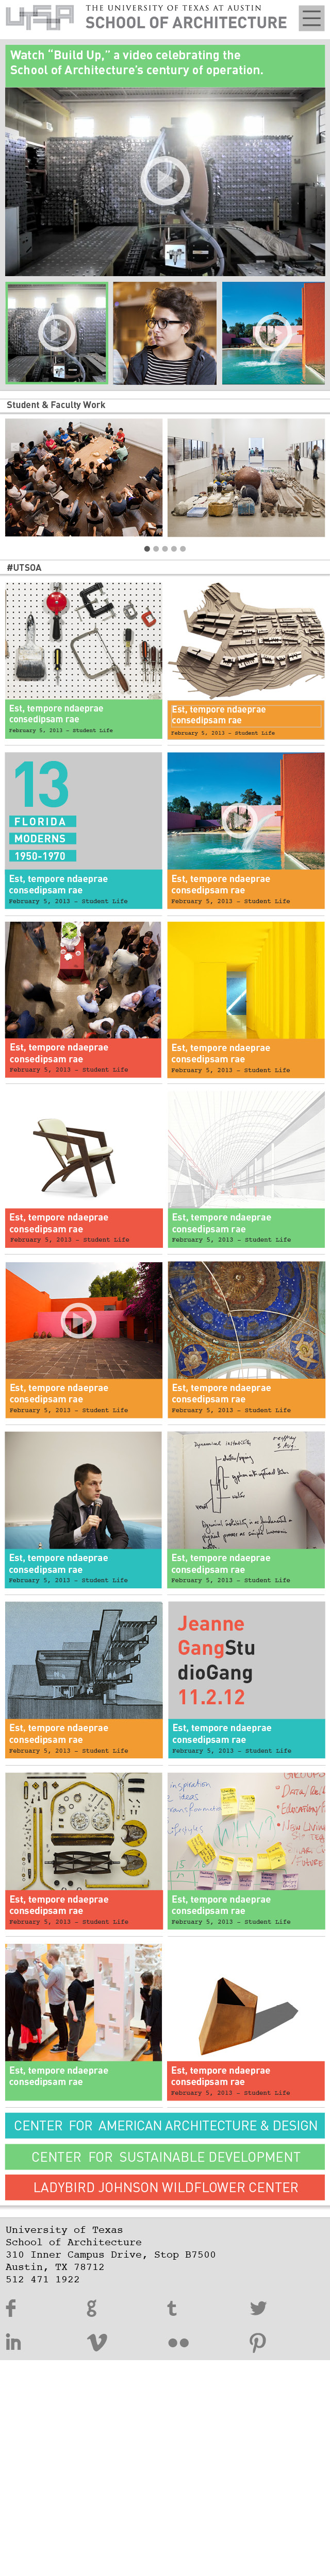 UTSOA
THE UNIVERSITY OF TEXAS AT AUSTIN
SCHOOL OF ARCHITECTURE
Watch “Build Up,” a video celebrating the
School of Architecture’s century of operation.
Student & Faculty Work
#UTSOA
Est, tempore ndaeprae
consedipsam rae
February 5, 2013 – Student Life
Est, tempore ndaeprae
consedipsam rae
February 5, 2013 – Student Life
13
FLORIDA
MODERNS
1950-1970
Est, tempore ndaeprae
consedipsam rae
February 5, 2013 – Student Life
Est, tempore ndaeprae
consedipsam rae
February 5, 2013 – Student Life
Est, tempore ndaeprae
consedipsam rae
February 5, 2013 – Student Life
Est, tempore ndaeprae
consedipsam rae
February 5, 2013 – Student Life
Est, tempore ndaeprae
consedipsam rae
February 5, 2013 – Student Life
Est, tempore ndaeprae
consedipsam rae
February 5, 2013 – Student Life
Est, tempore ndaeprae
consedipsam rae
February 5, 2013 – Student Life
Est, tempore ndaeprae
consedipsam rae
February 5, 2013 – Student Life
Est, tempore ndaeprae
consedipsam rae
February 5, 2013 – Student Life
Dynamical instability
Est, tempore ndaeprae
consedipsam rae
February 5, 2013 – Student Life
Est, tempore ndaeprae
consedipsam rae
February 5, 2013 – Student Life
Jeanne
GangStu
dioGang
11.2.12
Est, tempore ndaeprae
consedipsam rae
February 5, 2013 – Student Life
Est, tempore ndaeprae
consedipsam rae
February 5, 2013 – Student Life
inspiration
ideas
Lifestyles
Est, tempore ndaeprae
consedipsam rae
February 5, 2013 – Student Life
Est, tempore ndaeprae
consedipsam rae
Est, tempore ndaeprae
consedipsam rae
February 5, 2013 – Student Life
CENTER FOR AMERICAN ARCHITECTURE & DESIGN
CENTER FOR SUSTAINABLE DEVELOPMENT
LADYBIRD JOHNSON WILDFLOWER CENTER
University of Texas
School of Architecture
310 Inner Campus Drive, Stop B7500
Austin, TX 78712
512 471 1922